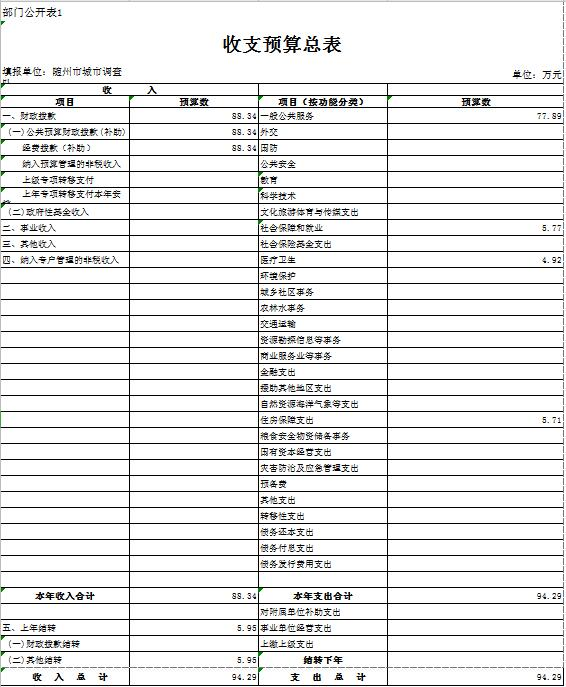 部门公开表1
收支预算总表
填报单位：随州市城市调查
单位：万元
收 入
项目 预算数 项目（按功能分类） 预算数
一、财政拨款 88.34 一般公共服务 77.89
(一)公共预算财政拨款(补助) 88.34 外交
经费拨款（补助） 88.34 国防
纳入预算管理的非税收入 公共安全
上级专项转移支付 教育
上年专项转移支付本年安 科学技术
(二)政府性基金收入 文化旅游体育与传媒支出
二、事业收入 社会保障和就业 5.77
三、其他收入 社会保险基金支出
四、纳入专户管理的非税收入 医疗卫生 4.92
环境保护
城乡社区事务
农林水事务
交通运输
资源勘探信息等事务
商业服务业等事务
金融支出
援助其他地区支出
自然资源海洋气象等支出
住房保障支出 5.71
粮食安全物资储备事务
国有资本经营支出
灾害防治及应急管理支出
预备费
其他支出
转移性支出
债务还本支出
债务付息支出
债务发行费用支出
本年收入合计 88.34 本年支出合计 94.29
对附属单位补助支出
五、上年结转 5.95 事业单位经营支出
(一)财政拨款结转 上缴上级支出
(二)其他结转 5.95 结转下年
收 入 总 计 94.29 支 出 总 计 94.29